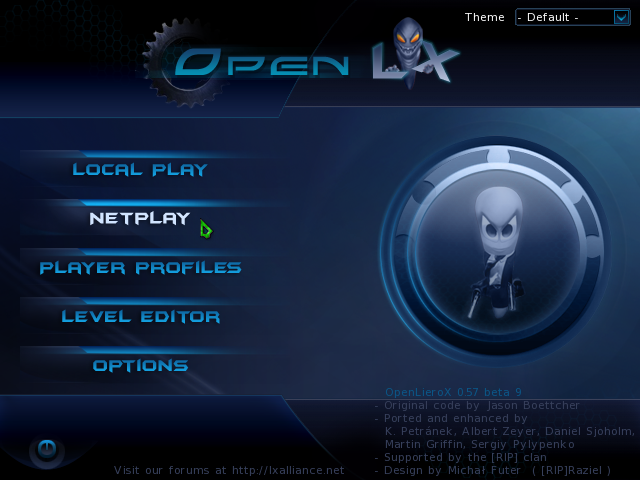 Theme - Default -
OPEN LX
LOCAL PLAY
NETPLAY
PLAYER PROFILES
LEVEL EDITOR
OPTIONS
OpenLieroX 0.57 beta 9
- Original code by Jason Boettcher
- Ported and enhanced by
K. Petránek, Albert Zeyer, Daniel Sjoholm,
Martin Griffin, Sergiy Pylypenko
- Supported by the [RIP] clan
- Design by Michał Futer ( [RIP]Raziel )
Visit our forums at http://lxalliance.net